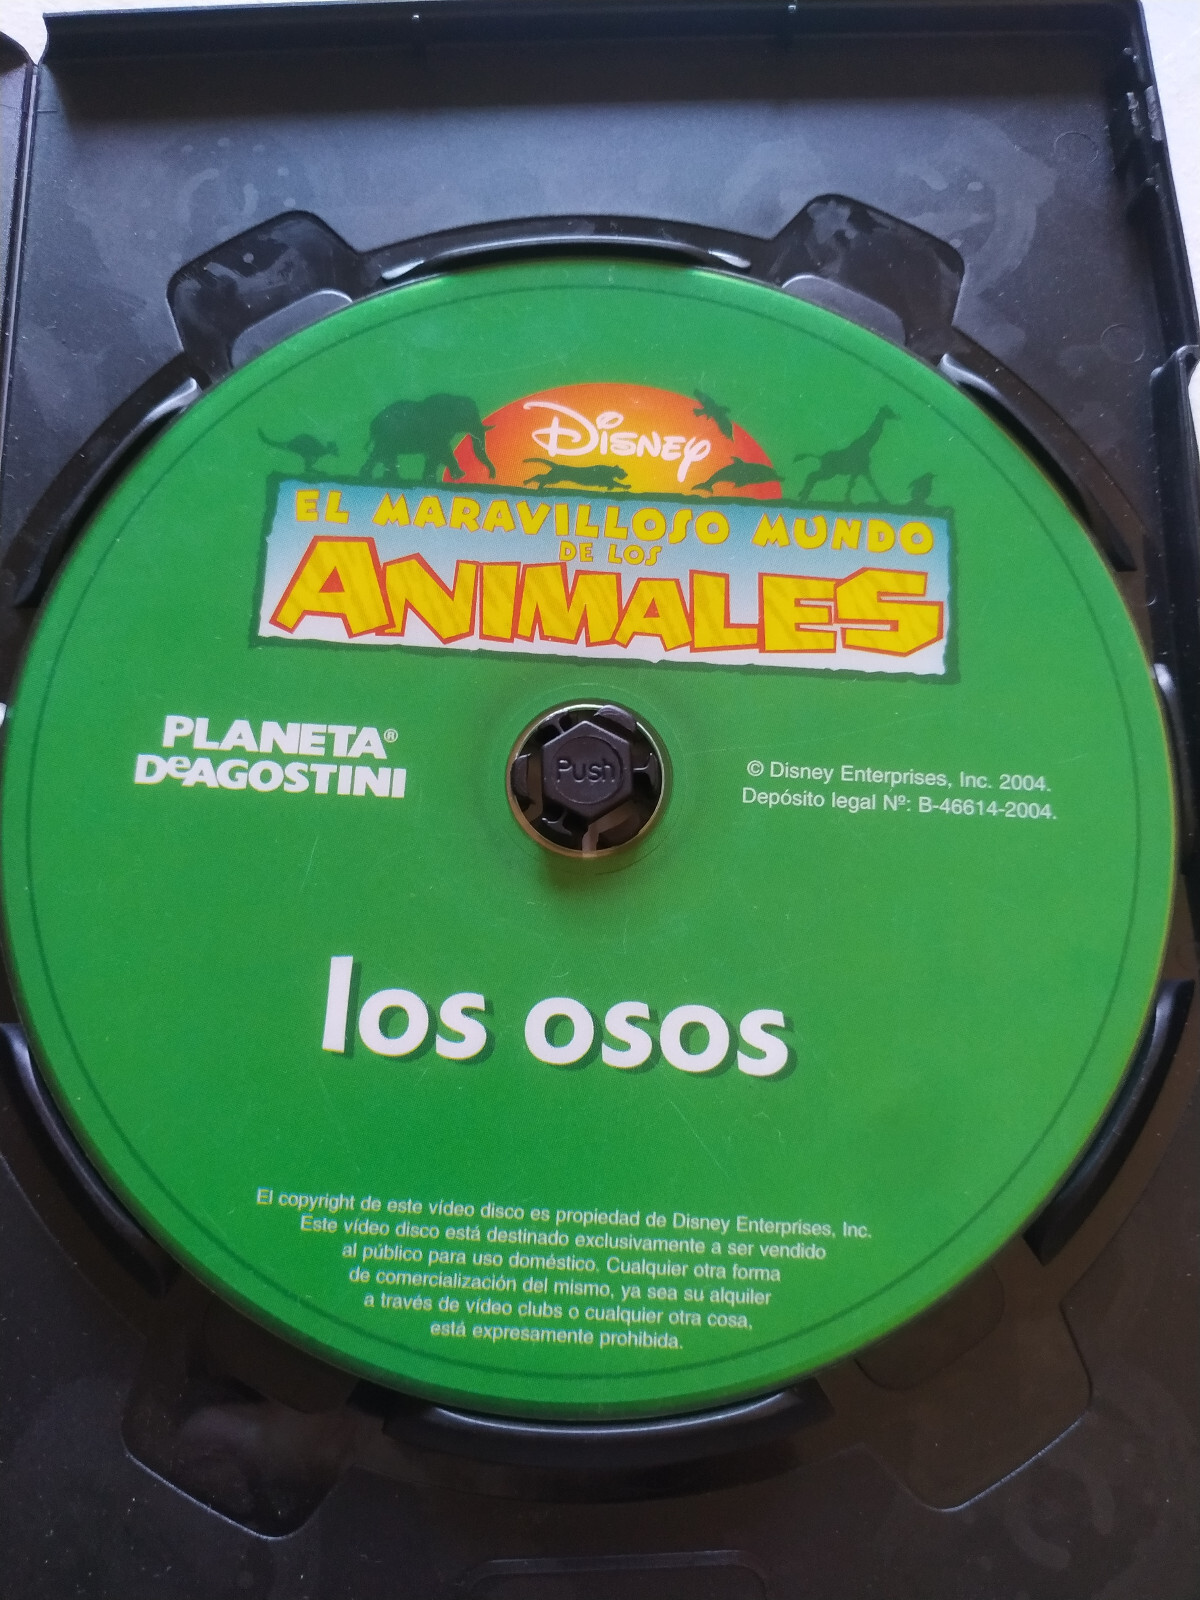 Disney
EL MARAVILLOSO MUNDO
DE LOS
ANIMALES
PLANETA®
DeAGOSTINI
Push
© Disney Enterprises, Inc. 2004.
Depósito legal Nº: B-46614-2004.
los osos
El copyright de este vídeo disco es propiedad de Disney Enterprises, Inc.
Este vídeo disco está destinado exclusivamente a ser vendido
al público para uso doméstico. Cualquier otra forma
de comercialización del mismo, ya sea su alquiler
a través de vídeo clubs o cualquier otra cosa,
está expresamente prohibida.